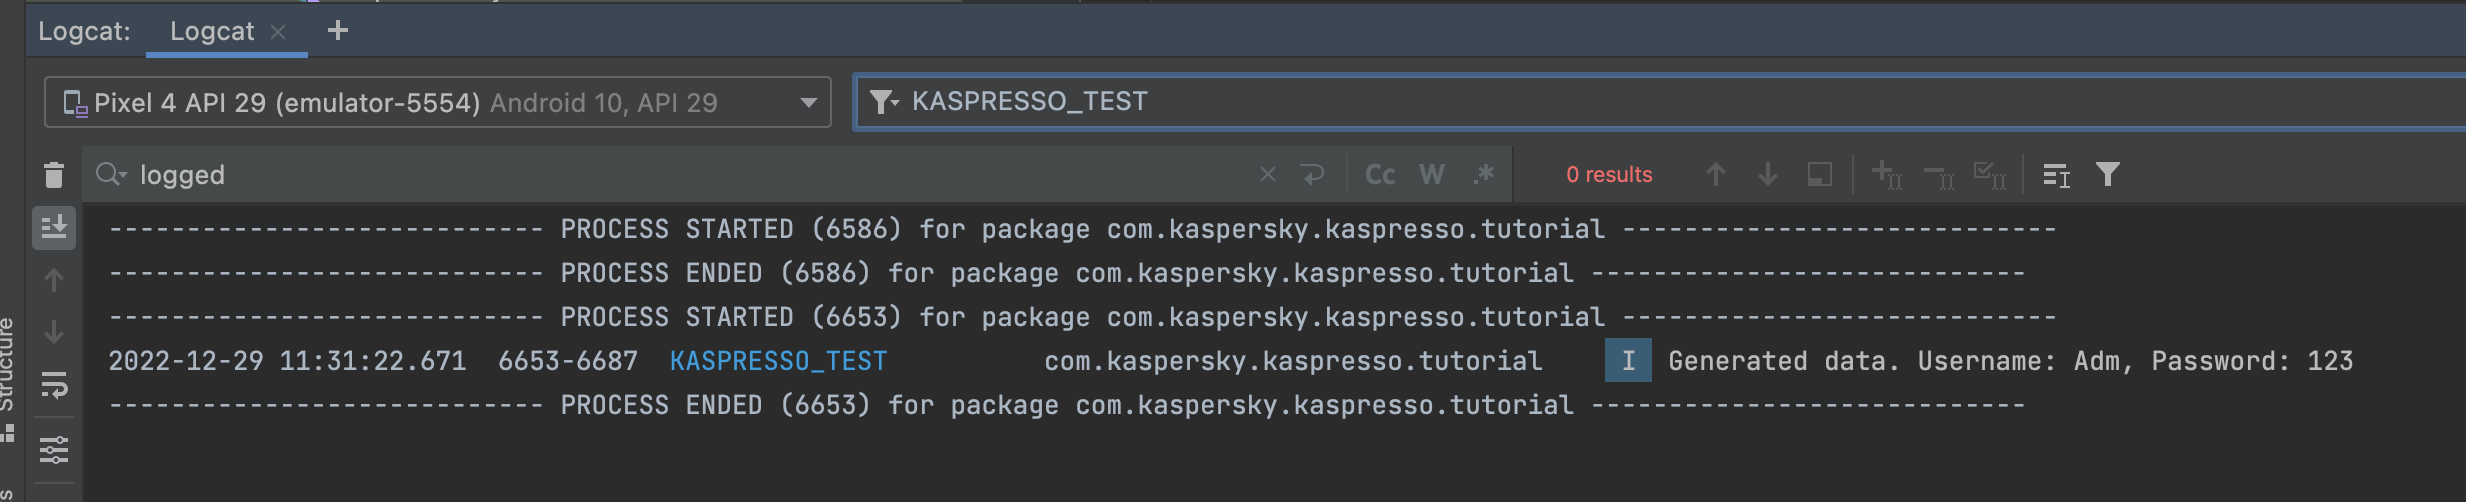 Logcat: Logcat
Pixel 4 API 29 (emulator-5554) Android 10, API 29
KASPRESSO_TEST
logged Cc W .* 0 results
---------------------------- PROCESS STARTED (6586) for package com.kaspersky.kaspresso.tutorial ----------------------------
---------------------------- PROCESS ENDED (6586) for package com.kaspersky.kaspresso.tutorial ----------------------------
---------------------------- PROCESS STARTED (6653) for package com.kaspersky.kaspresso.tutorial ----------------------------
2022-12-29 11:31:22.671 6653-6687 KASPRESSO_TEST com.kaspersky.kaspresso.tutorial I Generated data. Username: Adm, Password: 123
---------------------------- PROCESS ENDED (6653) for package com.kaspersky.kaspresso.tutorial ----------------------------
Structure